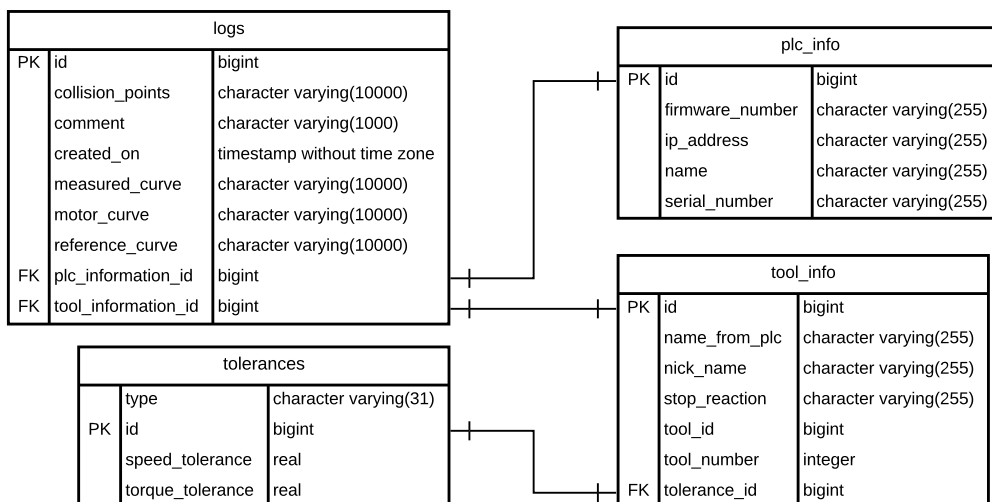 logs
PK id bigint
collision_points character varying(10000)
comment character varying(1000)
created_on timestamp without time zone
measured_curve character varying(10000)
motor_curve character varying(10000)
reference_curve character varying(10000)
FK plc_information_id bigint
FK tool_information_id bigint
plc_info
PK id bigint
firmware_number character varying(255)
ip_address character varying(255)
name character varying(255)
serial_number character varying(255)
tool_info
PK id bigint
name_from_plc character varying(255)
nick_name character varying(255)
stop_reaction character varying(255)
tool_id bigint
tool_number integer
FK tolerance_id bigint
tolerances
type character varying(31)
PK id bigint
speed_tolerance real
torque_tolerance real